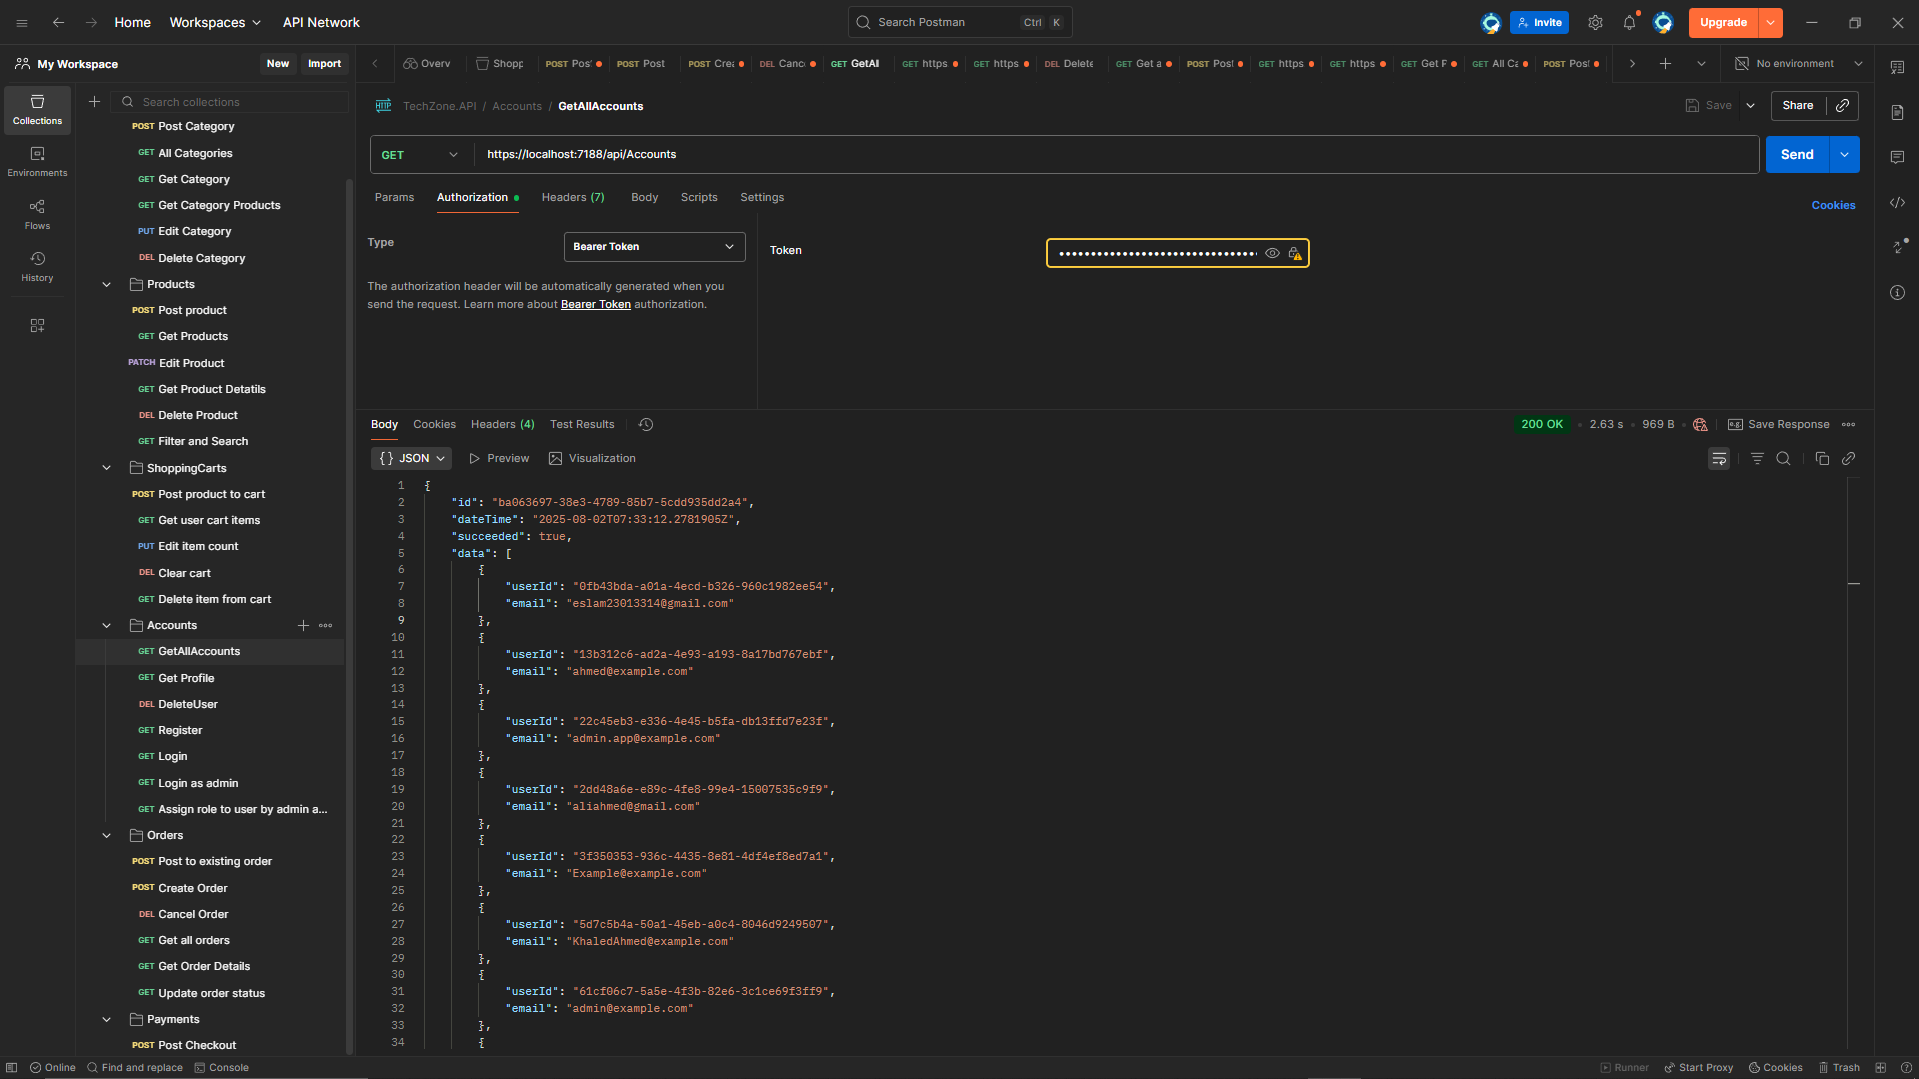 Home
Workspaces
API Network
Search Postman
Ctrl
K
Invite
Upgrade
My Workspace
New
Import
Overv
Shopp
POST Pos
POST Post
POST Crea
DEL Canc
GET GetAl
GET https
GET https
DEL Delete
GET Get a
POST Post
GET https
GET https
GET Get F
GET All Ca
POST Post
No environment
Collections
Environments
Flows
History
Search collections
POST Post Category
GET All Categories
GET Get Category
GET Get Category Products
PUT Edit Category
DEL Delete Category
Products
POST Post product
GET Get Products
PATCH Edit Product
GET Get Product Datails
DEL Delete Product
GET Filter and Search
ShoppingCarts
POST Post product to cart
GET Get user cart items
PUT Edit item count
DEL Clear cart
GET Delete item from cart
Accounts
GET GetAllAccounts
GET Get Profile
DEL DeleteUser
GET Register
GET Login
GET Login as admin
GET Assign role to user by admin a...
Orders
POST Post to existing order
POST Create Order
DEL Cancel Order
GET Get all orders
GET Get Order Details
GET Update order status
Payments
POST Post Checkout
HTTP
TechZone.API / Accounts / GetAllAccounts
Save
Share
GET
https://localhost:7188/api/Accounts
Send
Params
Authorization
Headers (7)
Body
Scripts
Settings
Cookies
Type
Bearer Token
The authorization header will be automatically generated when you
send the request. Learn more about Bearer Token authorization.
Token
Body
Cookies
Headers (4)
Test Results
200 OK
2.63 s
969 B
e.g. Save Response
{} JSON
Preview
Visualization
1 {
2 "id": "ba063697-38e3-4789-85b7-5cdd935dd2a4",
3 "dateTime": "2025-08-02T07:33:12.2781905Z",
4 "succeeded": true,
5 "data": [
6 {
7 "userId": "0fb43bda-a01a-4ecd-b326-960c1982ee54",
8 "email": "eslam23013314@gmail.com"
9 },
10 {
11 "userId": "13b312c6-ad2a-4e93-a193-8a17bd767ebf",
12 "email": "ahmed@example.com"
13 },
14 {
15 "userId": "22c45eb3-e336-4e45-b5fa-db13ffd7e23f",
16 "email": "admin.app@example.com"
17 },
18 {
19 "userId": "2dd48a6e-e89c-4fe8-99e4-15007535c9f9",
20 "email": "aliahmed@gmail.com"
21 },
22 {
23 "userId": "3f350353-936c-4435-8e81-4df4ef8ed7a1",
24 "email": "Example@example.com"
25 },
26 {
27 "userId": "5d7c5b4a-50a1-45eb-a0c4-8046d9249507",
28 "email": "KhaledAhmed@example.com"
29 },
30 {
31 "userId": "61cf06c7-5a5e-4f3b-82e6-3c1ce69f3ff9",
32 "email": "admin@example.com"
33 },
34 {
Online
Find and replace
Console
Runner
Start Proxy
Cookies
Trash